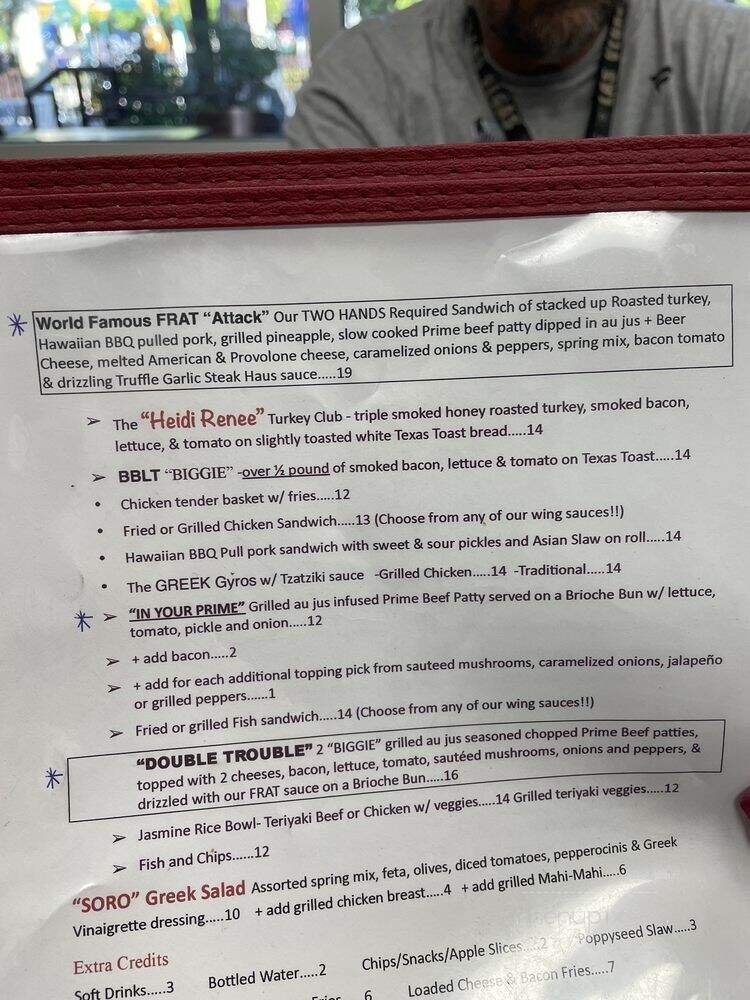 LAS VEGAS
World Famous FRAT “Attack” Our TWO HANDS Required Sandwich of stacked up Roasted turkey,
Hawaiian BBQ pulled pork, grilled pineapple, slow cooked Prime beef patty dipped in au jus + Beer
Cheese, melted American & Provolone cheese, caramelized onions & peppers, spring mix, bacon tomato
& drizzling Truffle Garlic Steak Haus sauce.....19
➢ The “Heidi Renee” Turkey Club - triple smoked honey roasted turkey, smoked bacon,
lettuce, & tomato on slightly toasted white Texas Toast bread.....14
➢ BBLT “BIGGIE” -over ½ pound of smoked bacon, lettuce & tomato on Texas Toast.....14
• Chicken tender basket w/ fries.....12
• Fried or Grilled Chicken Sandwich.....13 (Choose from any of our wing sauces!!)
• Hawaiian BBQ Pull pork sandwich with sweet & sour pickles and Asian Slaw on roll.....14
• The GREEK Gyros w/ Tzatziki sauce -Grilled Chicken.....14 -Traditional.....14
➢ “IN YOUR PRIME” Grilled au jus infused Prime Beef Patty served on a Brioche Bun w/ lettuce,
tomato, pickle and onion.....12
➢ + add bacon.....2
➢ + add for each additional topping pick from sauteed mushrooms, caramelized onions, jalapeño
or grilled peppers......1
➢ Fried or grilled Fish sandwich.....14 (Choose from any of our wing sauces!!)
“DOUBLE TROUBLE” 2 “BIGGIE” grilled au jus seasoned chopped Prime Beef patties,
topped with 2 cheeses, bacon, lettuce, tomato, sautéed mushrooms, onions and peppers, &
drizzled with our FRAT sauce on a Brioche Bun.....16
➢ Jasmine Rice Bowl- Teriyaki Beef or Chicken w/ veggies.....14 Grilled teriyaki veggies.....12
➢ Fish and Chips......12
“SORO” Greek Salad Assorted spring mix, feta, olives, diced tomatoes, pepperocinis & Greek
Vinaigrette dressing.....10 + add grilled chicken breast.....4 + add grilled Mahi-Mahi.....6
Extra Credits
Soft Drinks.....3 Bottled Water.....2 Chips/Snacks/Apple Slices.....2 Poppyseed Slaw.....3
Fries 6 Loaded Cheese & Bacon Fries.....7